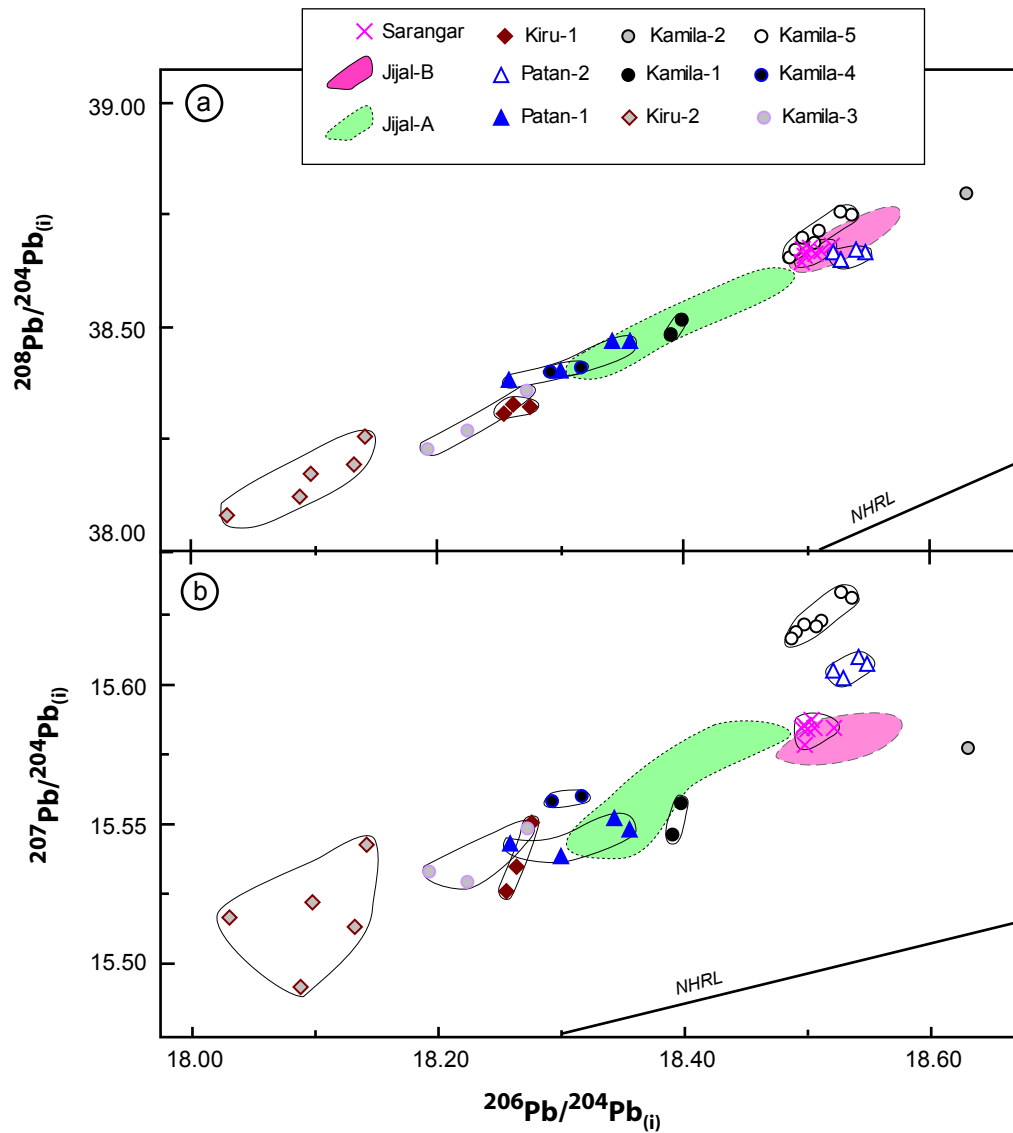 Sarangar Kiru-1 Kamila-2 Kamila-5
Jijal-B Patan-2 Kamila-1 Kamila-4
Jijal-A Patan-1 Kiru-2 Kamila-3
a
39.00
38.50
38.00
208Pb/204Pb(i)
NHRL
b
15.60
15.55
15.50
207Pb/204Pb(i)
NHRL
18.00 18.20 18.40 18.60
206Pb/204Pb(i)